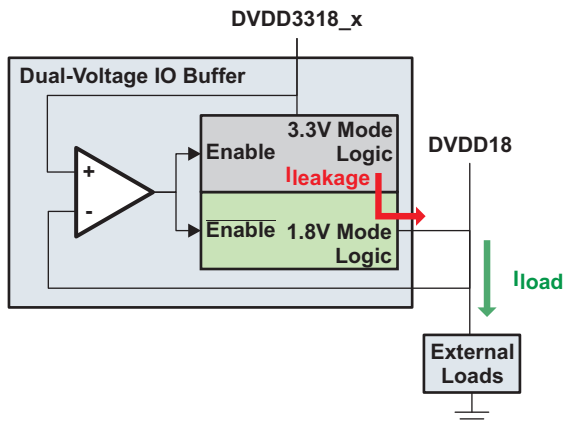 DVDD3318_x
Dual-Voltage IO Buffer
3.3V Mode
Logic
Enable
Ileakage
DVDD18
+
-
Enable
1.8V Mode
Logic
Iload
External
Loads